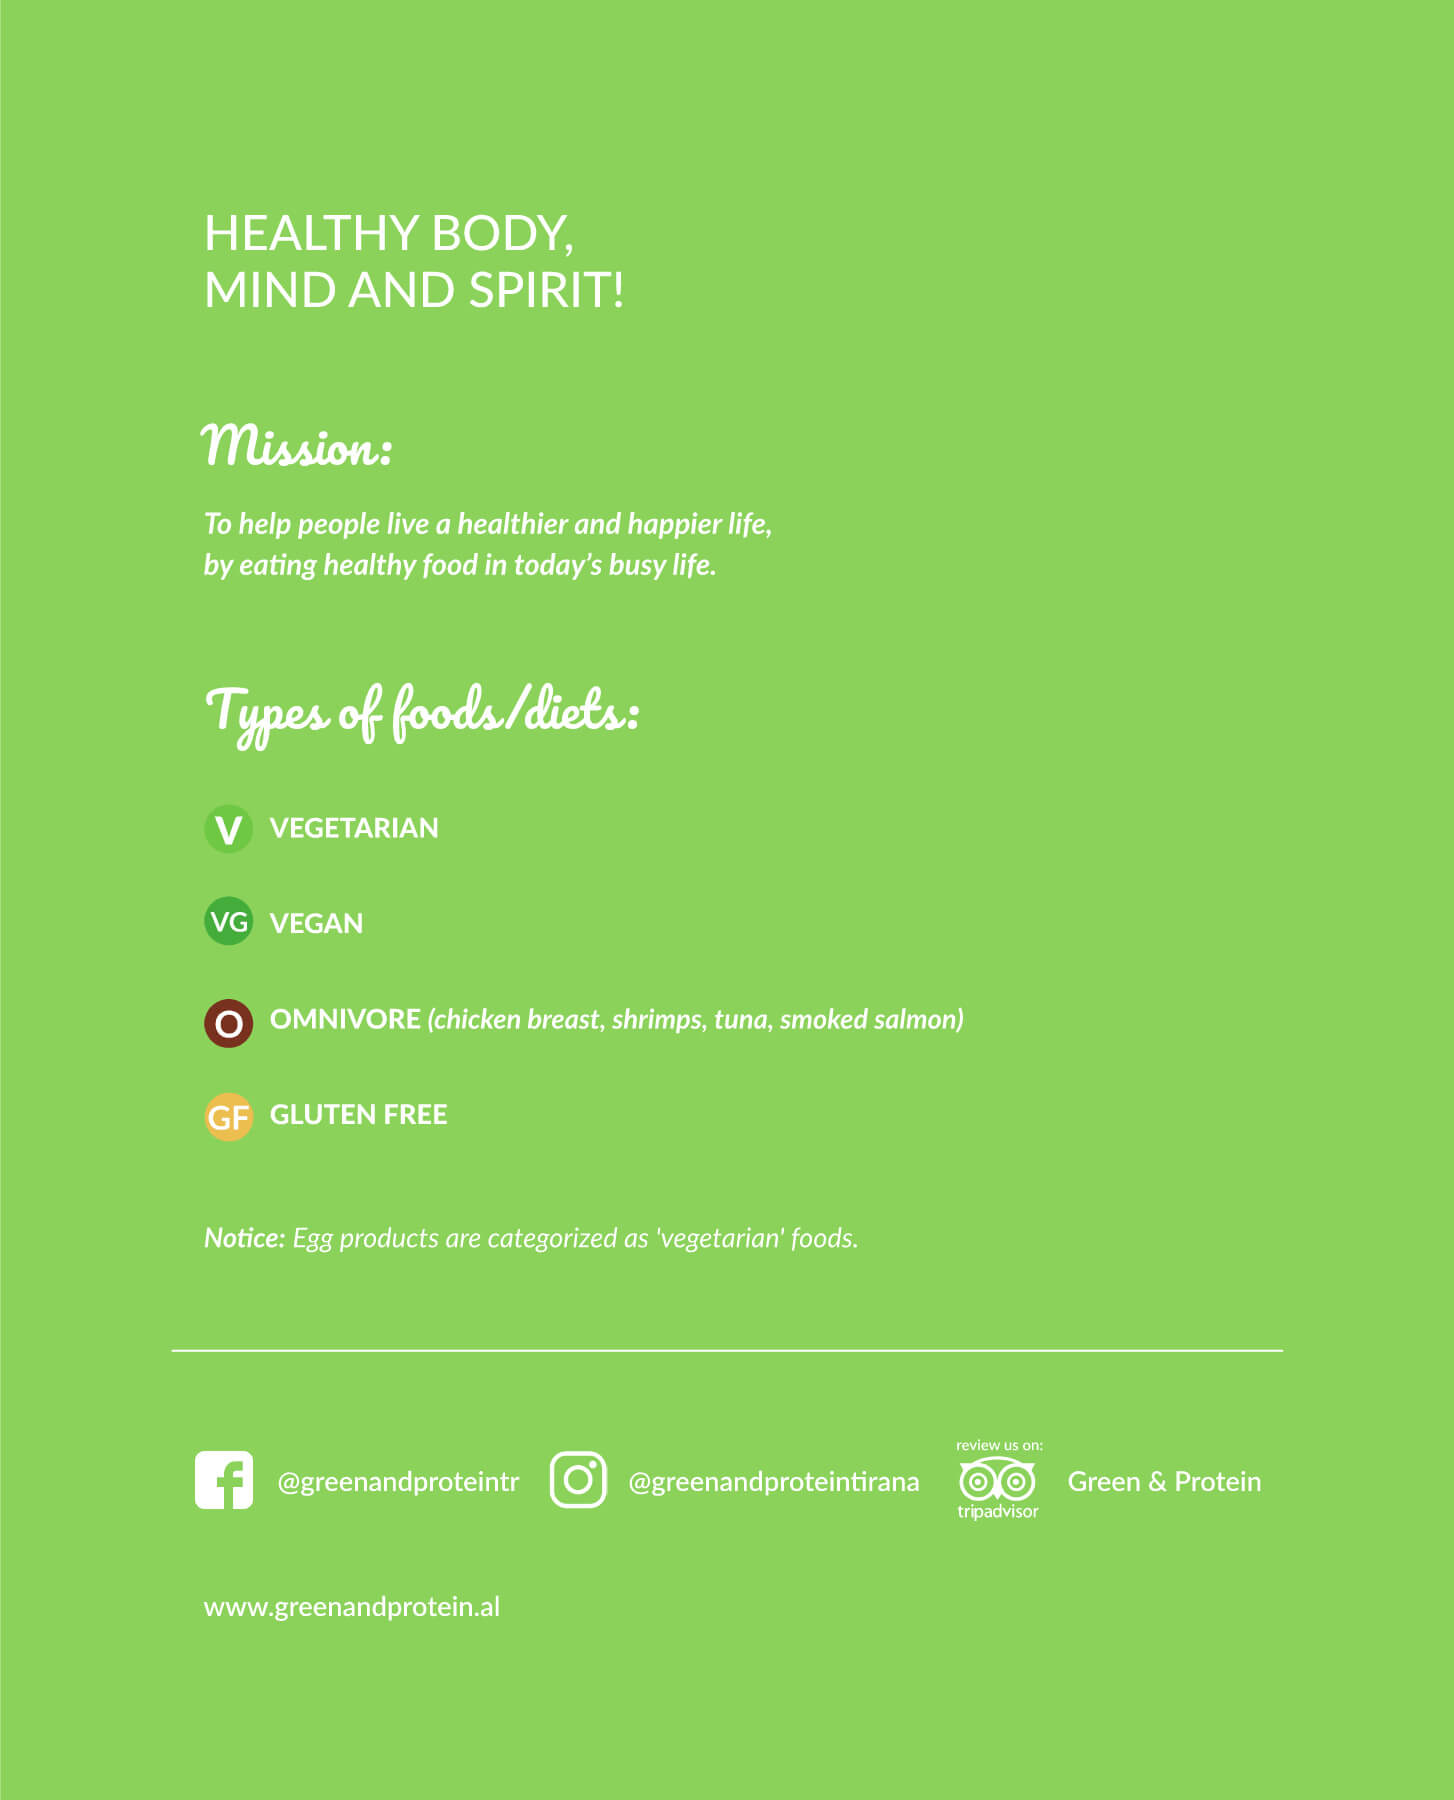 HEALTHY BODY,
MIND AND SPIRIT!
Mission:
To help people live a healthier and happier life,
by eating healthy food in today’s busy life.
Types of foods/diets:
V VEGETARIAN
VG VEGAN
O OMNIVORE (chicken breast, shrimps, tuna, smoked salmon)
GF GLUTEN FREE
Notice: Egg products are categorized as 'vegetarian' foods.
@greenandproteintr
@greenandproteintirana
review us on:
tripadvisor
Green & Protein
www.greenandprotein.al